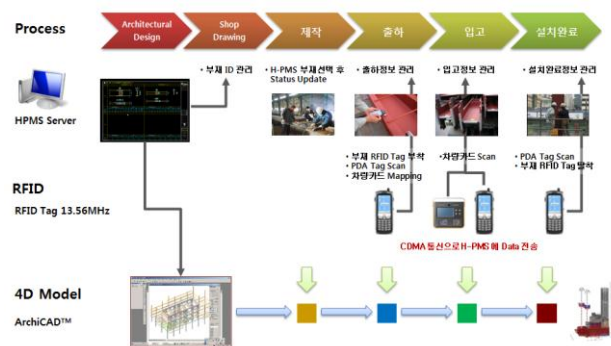 Process
Architectural
Design
Shop
Drawing
제작
출하
입고
설치완료
HPMS Server
• 부재 ID 관리
• H-PMS 부재선택 후
Status Update
• 출하정보 관리
• 입고정보 관리
• 설치완료정보 관리
• 부재 RFID Tag 부착
• PDA Tag Scan
• 차량카드 Mapping
• 차량카드 Scan
• PDA Tag Scan
• 부재 RFID Tag 탈착
RFID
RFID Tag 13.56MHz
CDMA 통신으로 H-PMS에 Data 전송
4D Model
ArchiCAD™